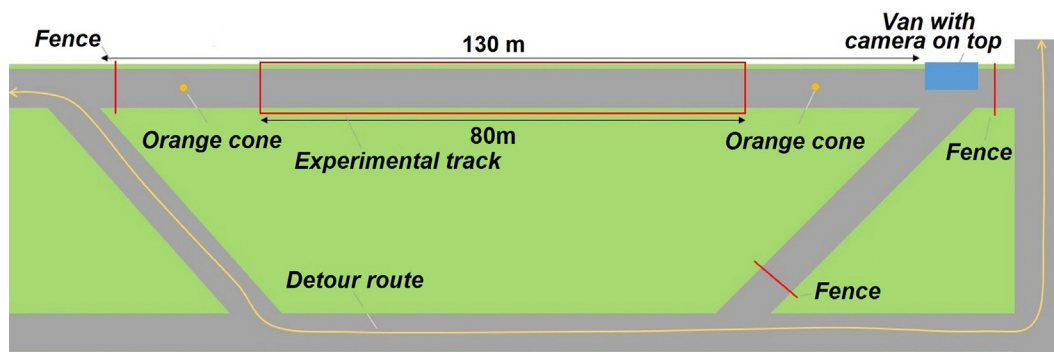 Fence
130 m
Van with
camera on top
Orange cone
80m
Experimental track
Orange cone
Fence
Detour route
Fence